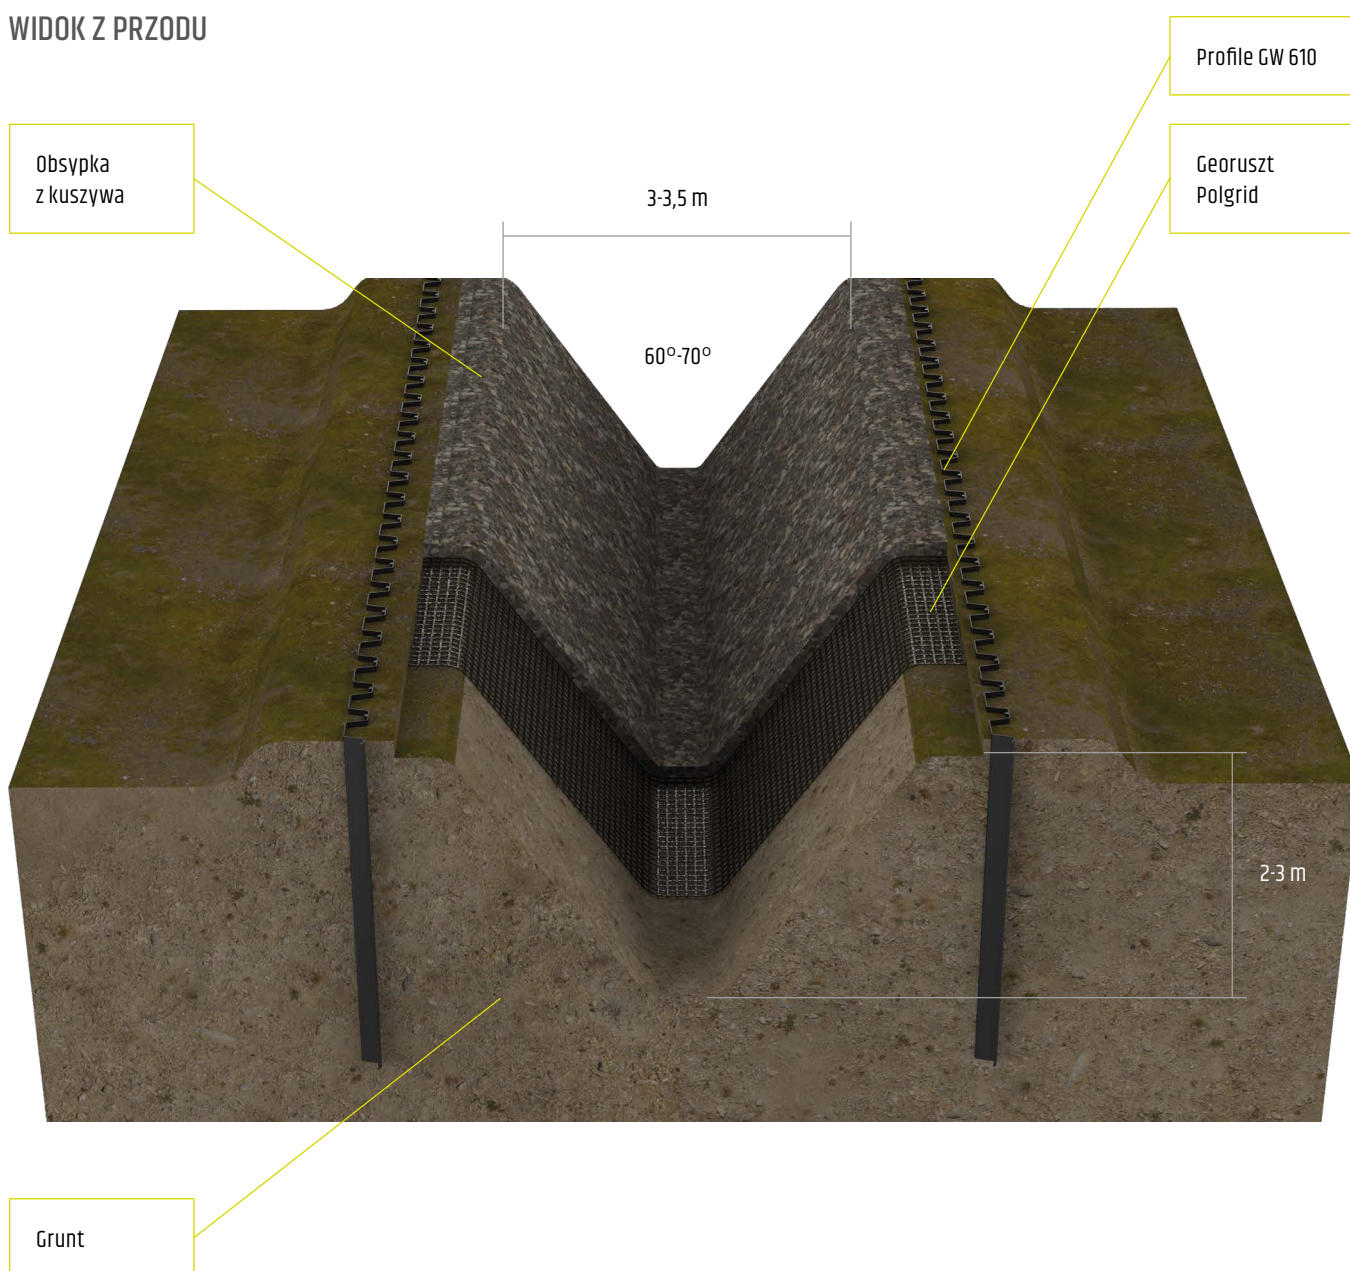 WIDOK Z PRZODU
Profile GW 610
Obsypka
z kuszywa
Georuszt
Polgrid
3-3,5 m
60°-70°
2-3 m
Grunt